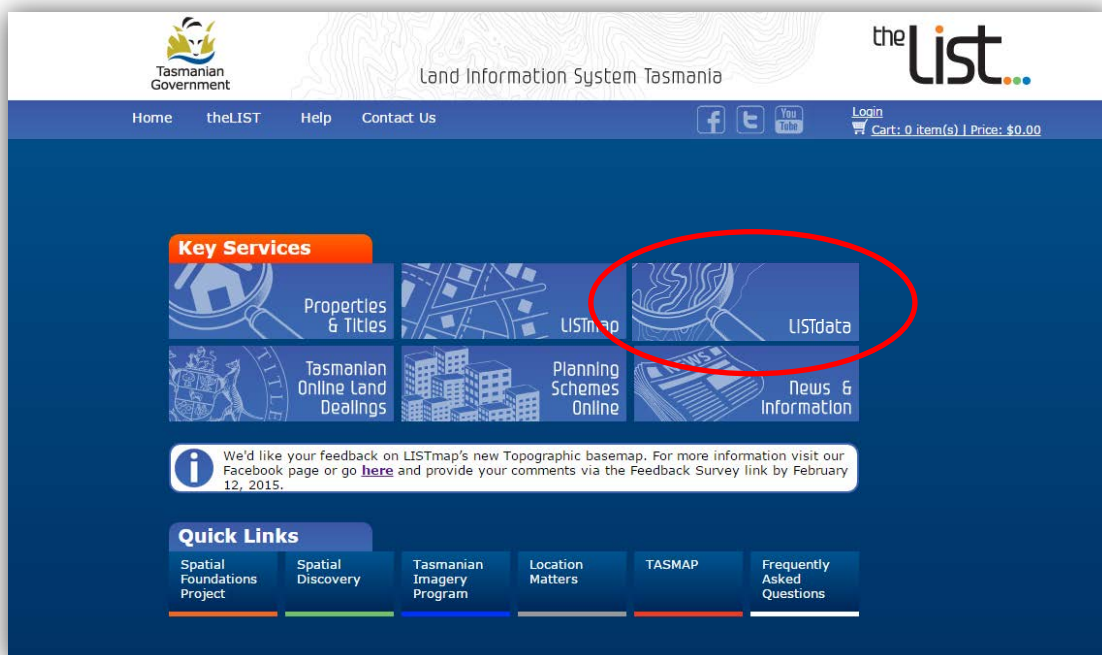 Tasmanian
Government
Land Information System Tasmania
the List...
Home theLIST Help Contact Us
f t You Tube
Login
Cart: 0 item(s) | Price: $0.00
Key Services
Properties
& Titles
LISTmap
LISTdata
TITLE
Tasmanian
Online Land
Dealings
Planning
Schemes
Online
NEWS
News &
Information
i
We'd like your feedback on LISTmap's new Topographic basemap. For more information visit our
Facebook page or go here and provide your comments via the Feedback Survey link by February
12, 2015.
Quick Links
Spatial
Foundations
Project
Spatial
Discovery
Tasmanian
Imagery
Program
Location
Matters
TASMAP
Frequently
Asked
Questions